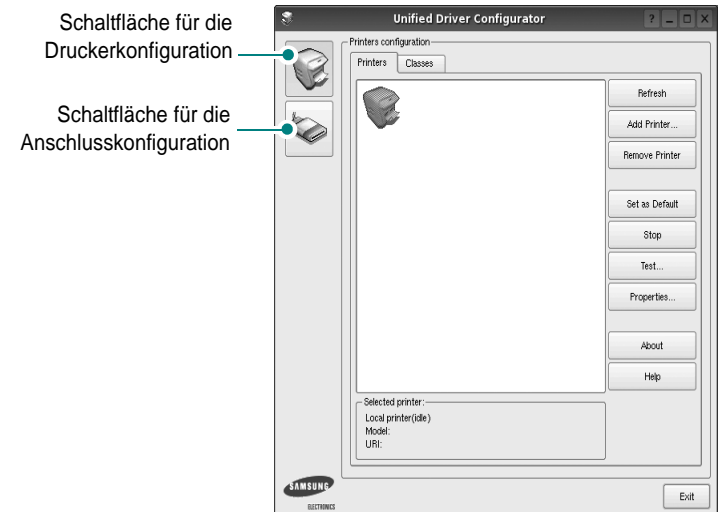 Schaltfläche für die
Druckerkonfiguration
Schaltfläche für die
Anschlusskonfiguration
Unified Driver Configurator
Printers configuration
Printers Classes
Refresh
Add Printer...
Remove Printer
Set as Default
Stop
Test...
Properties...
About
Help
Selected printer:
Local printer(idle)
Model:
URI:
SAMSUNG
ELECTRONICS
Exit